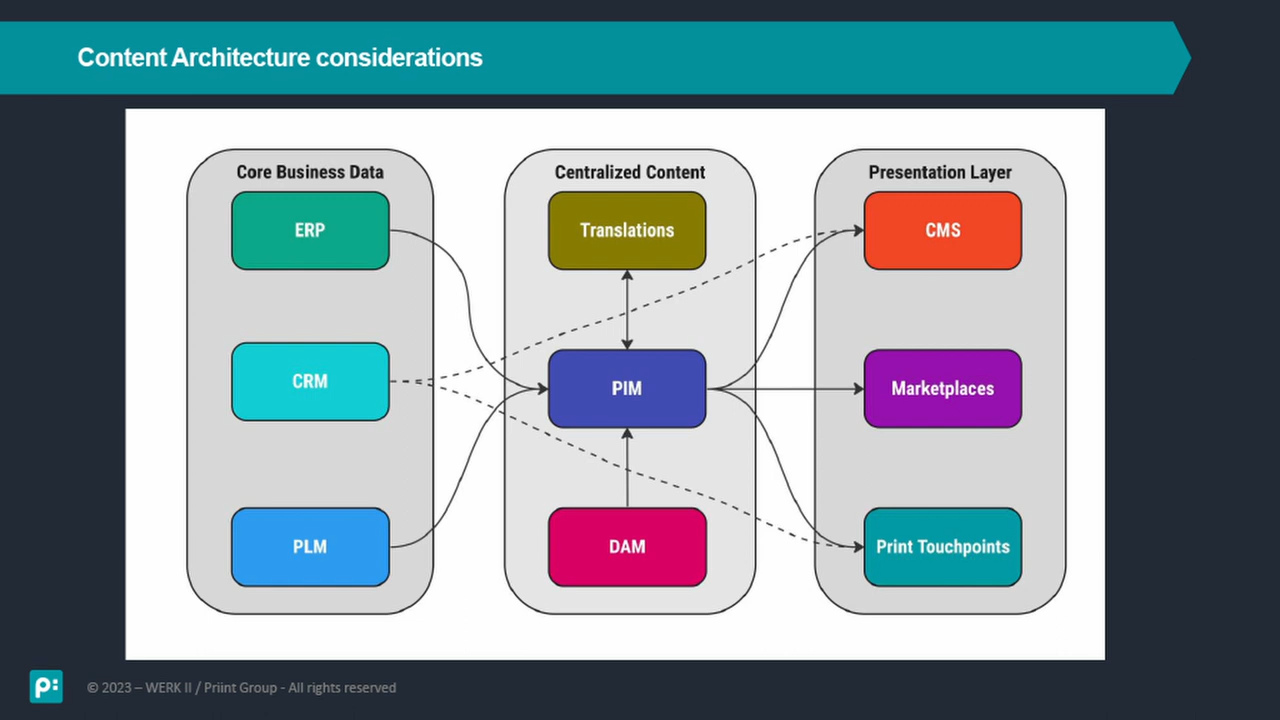 Content Architecture considerations
Core Business Data
ERP
CRM
PLM
Centralized Content
Translations
PIM
DAM
Presentation Layer
CMS
Marketplaces
Print Touchpoints
p:
© 2023 – WERK II / Priint Group - All rights reserved